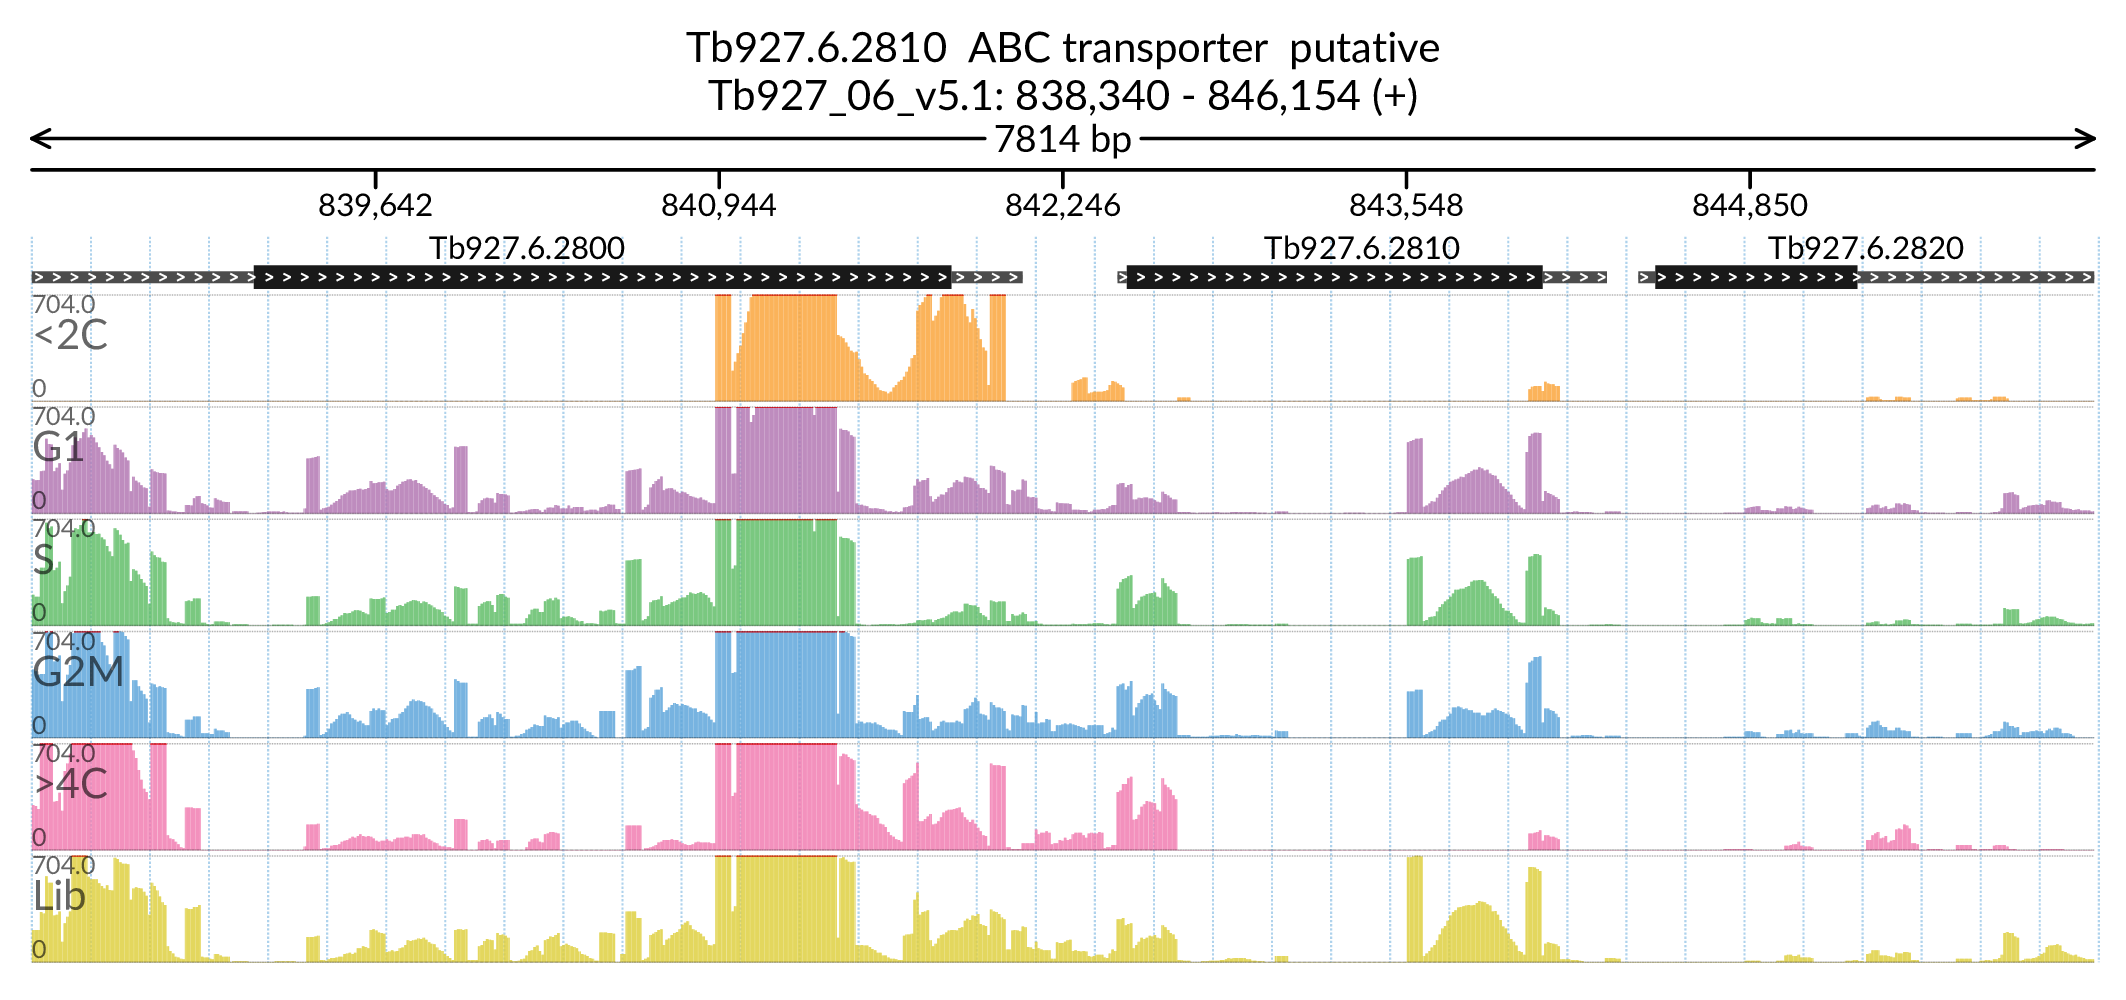 Tb927.6.2810  ABC transporter  putative
Tb927_06_v5.1: 838,340 - 846,154 (+)
7814 bp
839,642 840,944 842,246 843,548 844,850
Tb927.6.2800 Tb927.6.2810 Tb927.6.2820
704.0
<2C
0
704.0
G1
0
704.0
S
0
704.0
G2M
0
704.0
>4C
0
704.0
Lib
0